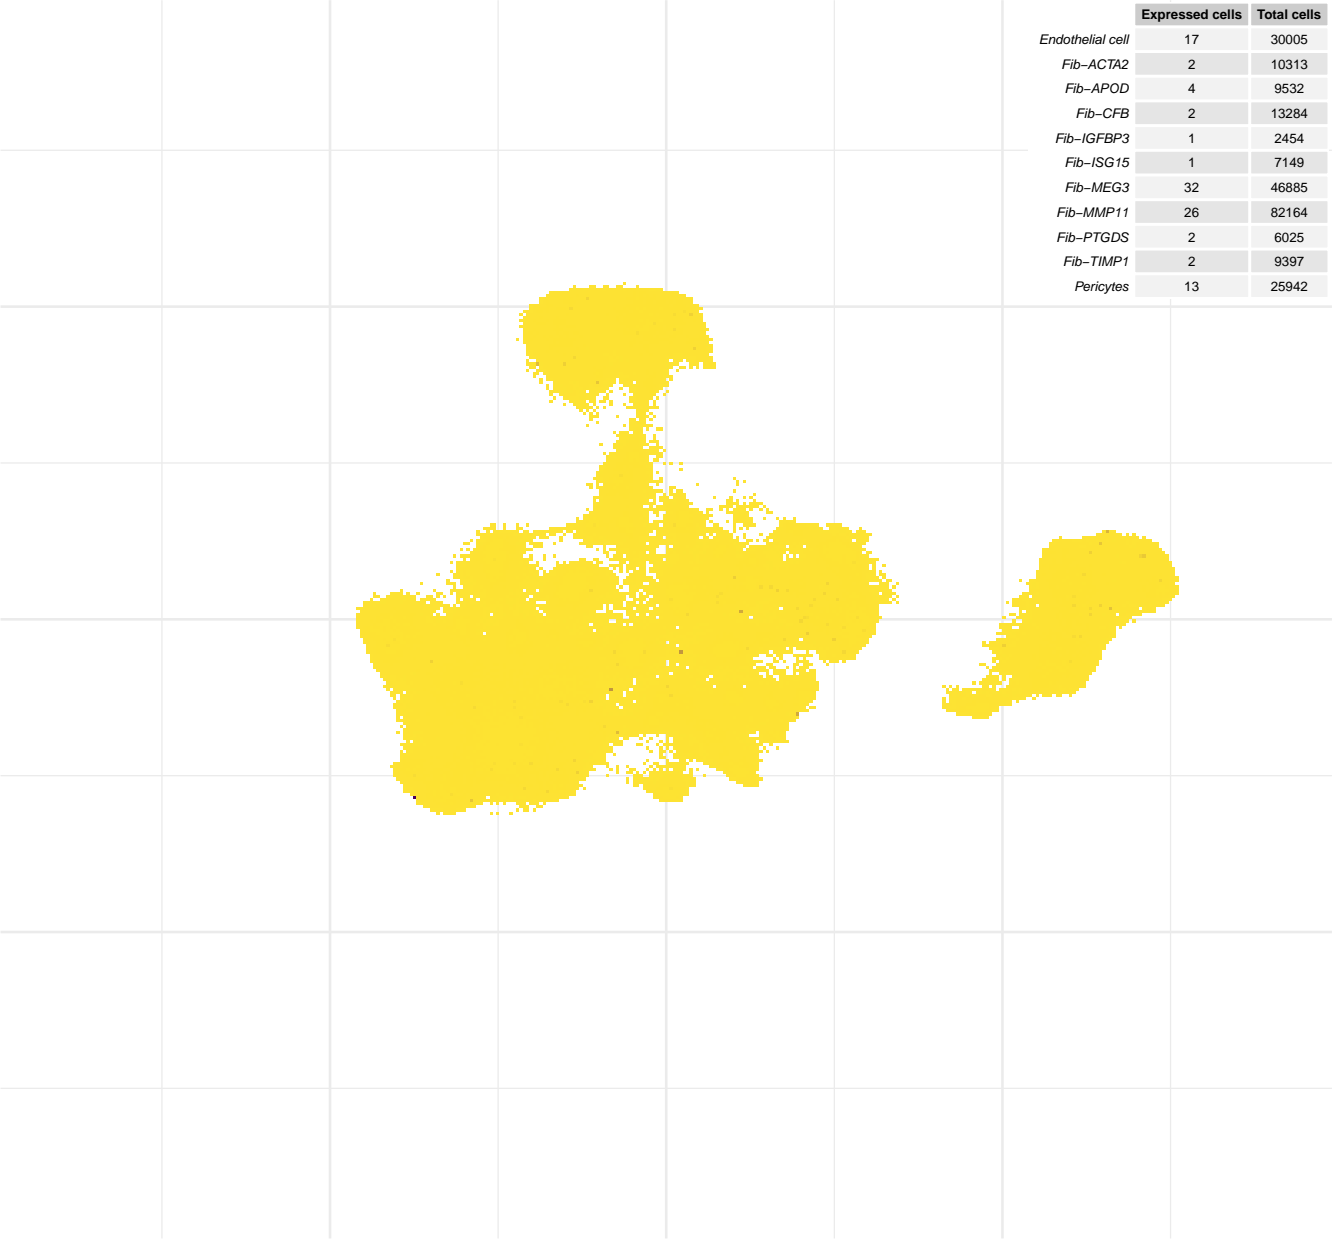 Expressed cells Total cells
Endothelial cell 17 30005
Fib−ACTA2 2 10313
Fib−APOD 4 9532
Fib−CFB 2 13284
Fib−IGFBP3 1 2454
Fib−ISG15 1 7149
Fib−MEG3 32 46885
Fib−MMP11 26 82164
Fib−PTGDS 2 6025
Fib−TIMP1 2 9397
Pericytes 13 25942